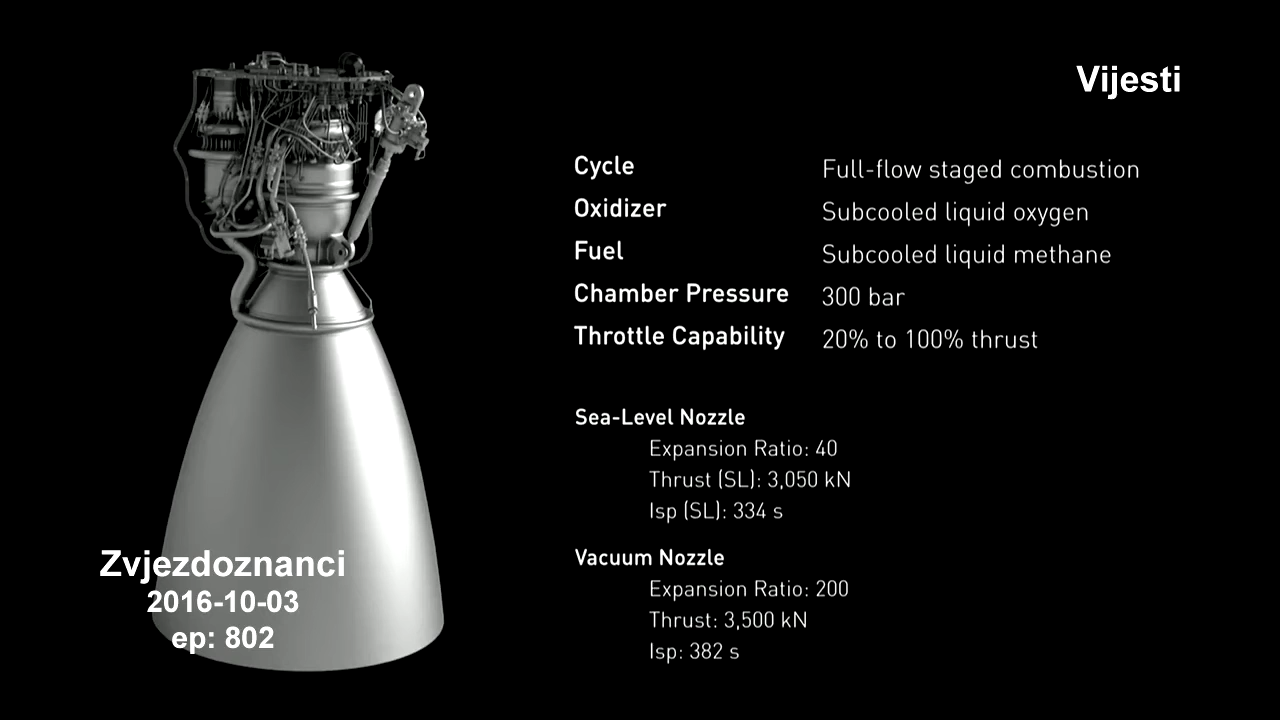 Vijesti
Cycle Full-flow staged combustion
Oxidizer Subcooled liquid oxygen
Fuel Subcooled liquid methane
Chamber Pressure 300 bar
Throttle Capability 20% to 100% thrust
Sea-Level Nozzle
Expansion Ratio: 40
Thrust (SL): 3,050 kN
Isp (SL): 334 s
Vacuum Nozzle
Expansion Ratio: 200
Thrust: 3,500 kN
Isp: 382 s
Zvjezdoznanci
2016-10-03
ep: 802